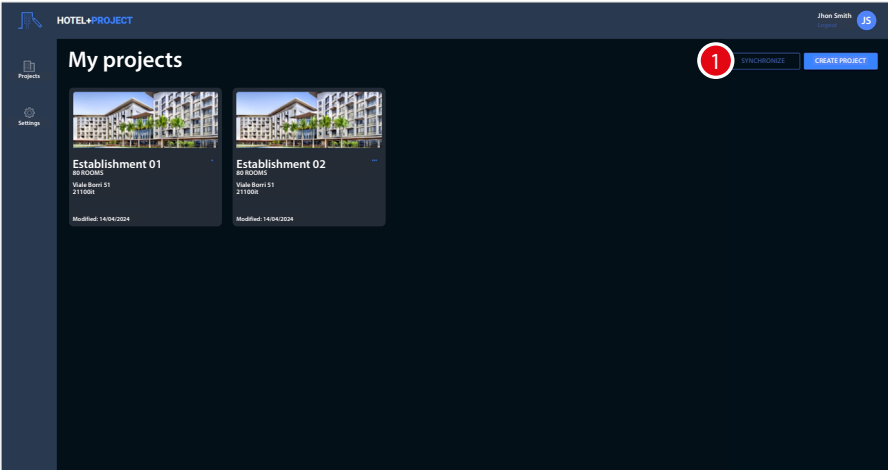 HOTEL+PROJECT
Jhon Smith
Logout
JS
Projects
Settings
My projects
1
SYNCHRONIZE
CREATE PROJECT
Establishment 01
80 ROOMS
Viale Borri 51
21100it
Modified: 14/04/2024
Establishment 02
80 ROOMS
Viale Borri 51
21100it
Modified: 14/04/2024